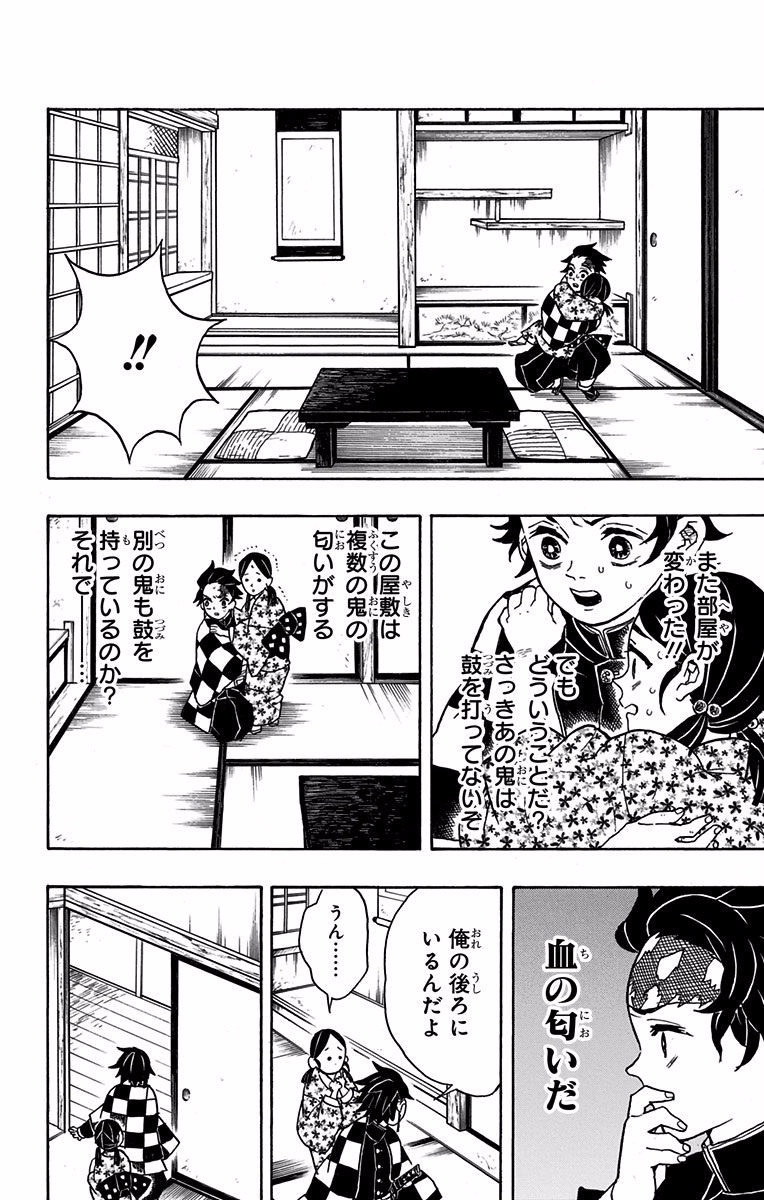 !!
また部屋が
変わった!!
でも
どういうことだ?
さっきあの鬼は
鼓を打ってないぞ
この屋敷は
複数の鬼の
匂いがする
別の鬼も鼓を
持っているのか?
それで
……
血の匂いだ
俺の後ろに
いるんだよ
うん……